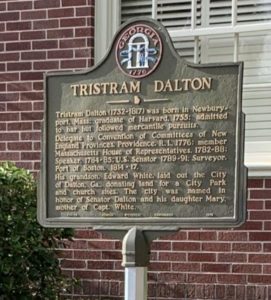 GEORGIA
1776
TRISTRAM DALTON
Tristram Dalton (1732-1817) was born in Newbury-
port, Mass; graduate of Harvard, 1755; admitted
to bar but followed mercantile pursuits.
Delegate to Convention of Committees of New
England Provinces, Providence, R. I., 1776; member
Massachusetts House of Representatives, 1782-88;
Speaker 1784-85; U.S. Senator 1789-91; Surveyor,
Port of Boston, 1814-17.
His grandson, Edward White, laid out the City
of Dalton, Ga., donating land for a City Park
and church sites. The city was named in
honor of Senator Dalton and his daughter Mary,
mother of Capt. White.